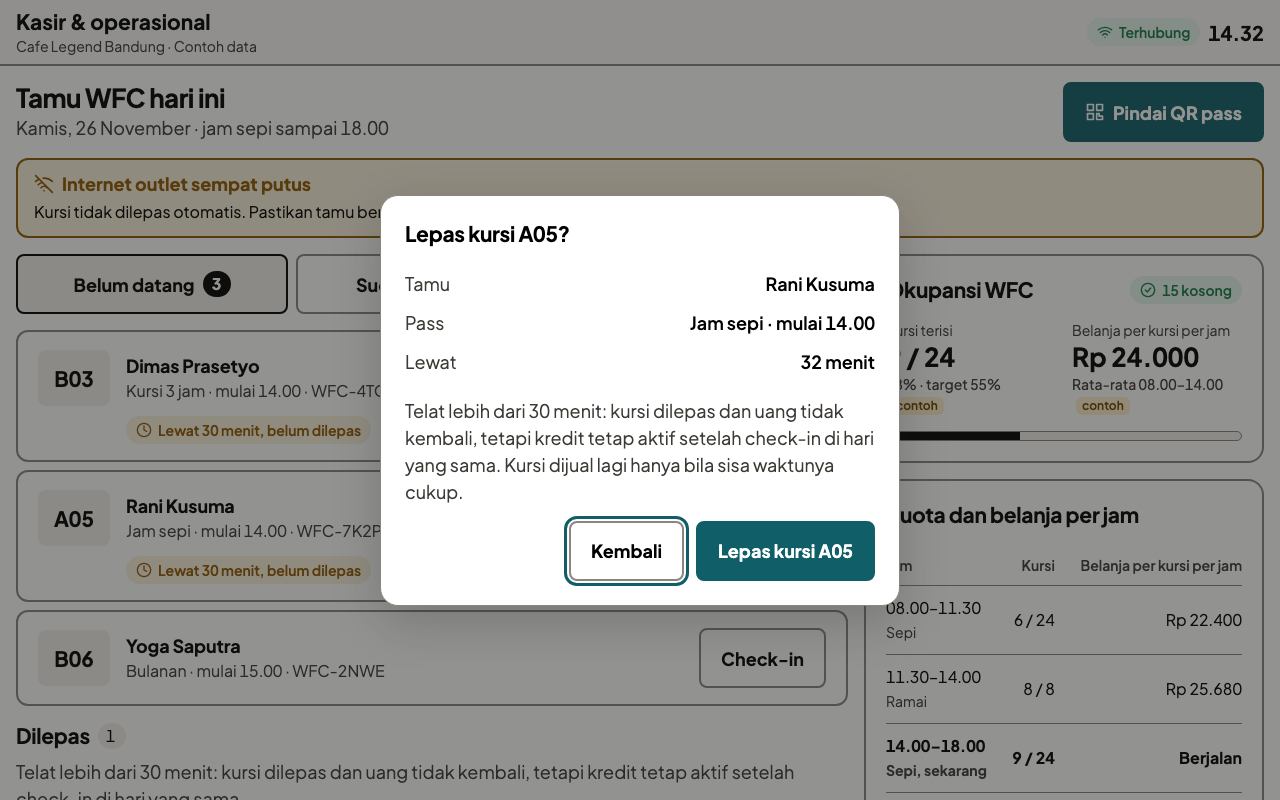 Kasir & operasional
Cafe Legend Bandung · Contoh data
Terhubung
14.32
Tamu WFC hari ini
Kamis, 26 November · jam sepi sampai 18.00
Pindai QR pass
Internet outlet sempat putus
Kursi tidak dilepas otomatis. Pastikan tamu
Belum datang 3
B03
Dimas Prasetyo
Kursi 3 jam · mulai 14.00 ·
Lewat 30 menit, belum dilepas
A05
Rani Kusuma
Jam sepi · mulai 14.00 ·
Lewat 30 menit, belum dilepas
B06
Yoga Saputra
Bulanan · mulai 15.00 · WFC-2NWE
Check-in
Dilepas 1
Telat lebih dari 30 menit: kursi dilepas dan uang tidak kembali, tetapi kredit tetap aktif setelah
check-in di hari yang sama.
Lepas kursi A05?
Tamu Rani Kusuma
Pass Jam sepi · mulai 14.00
Lewat 32 menit
Telat lebih dari 30 menit: kursi dilepas dan uang tidak
kembali, tetapi kredit tetap aktif setelah check-in di hari
yang sama. Kursi dijual lagi hanya bila sisa waktunya
cukup.
Kembali
Lepas kursi A05
WFC
15 kosong
terisi
/ 24
· target 55%
contoh
Belanja per kursi per jam
Rp 24.000
Rata-rata 08.00–14.00
contoh
dan belanja per jam
Kursi Belanja per kursi per jam
08.00–11.30
Sepi
6 / 24 Rp 22.400
11.30–14.00
Ramai
8 / 8 Rp 25.680
14.00–18.00
Sepi, sekarang
9 / 24 Berjalan